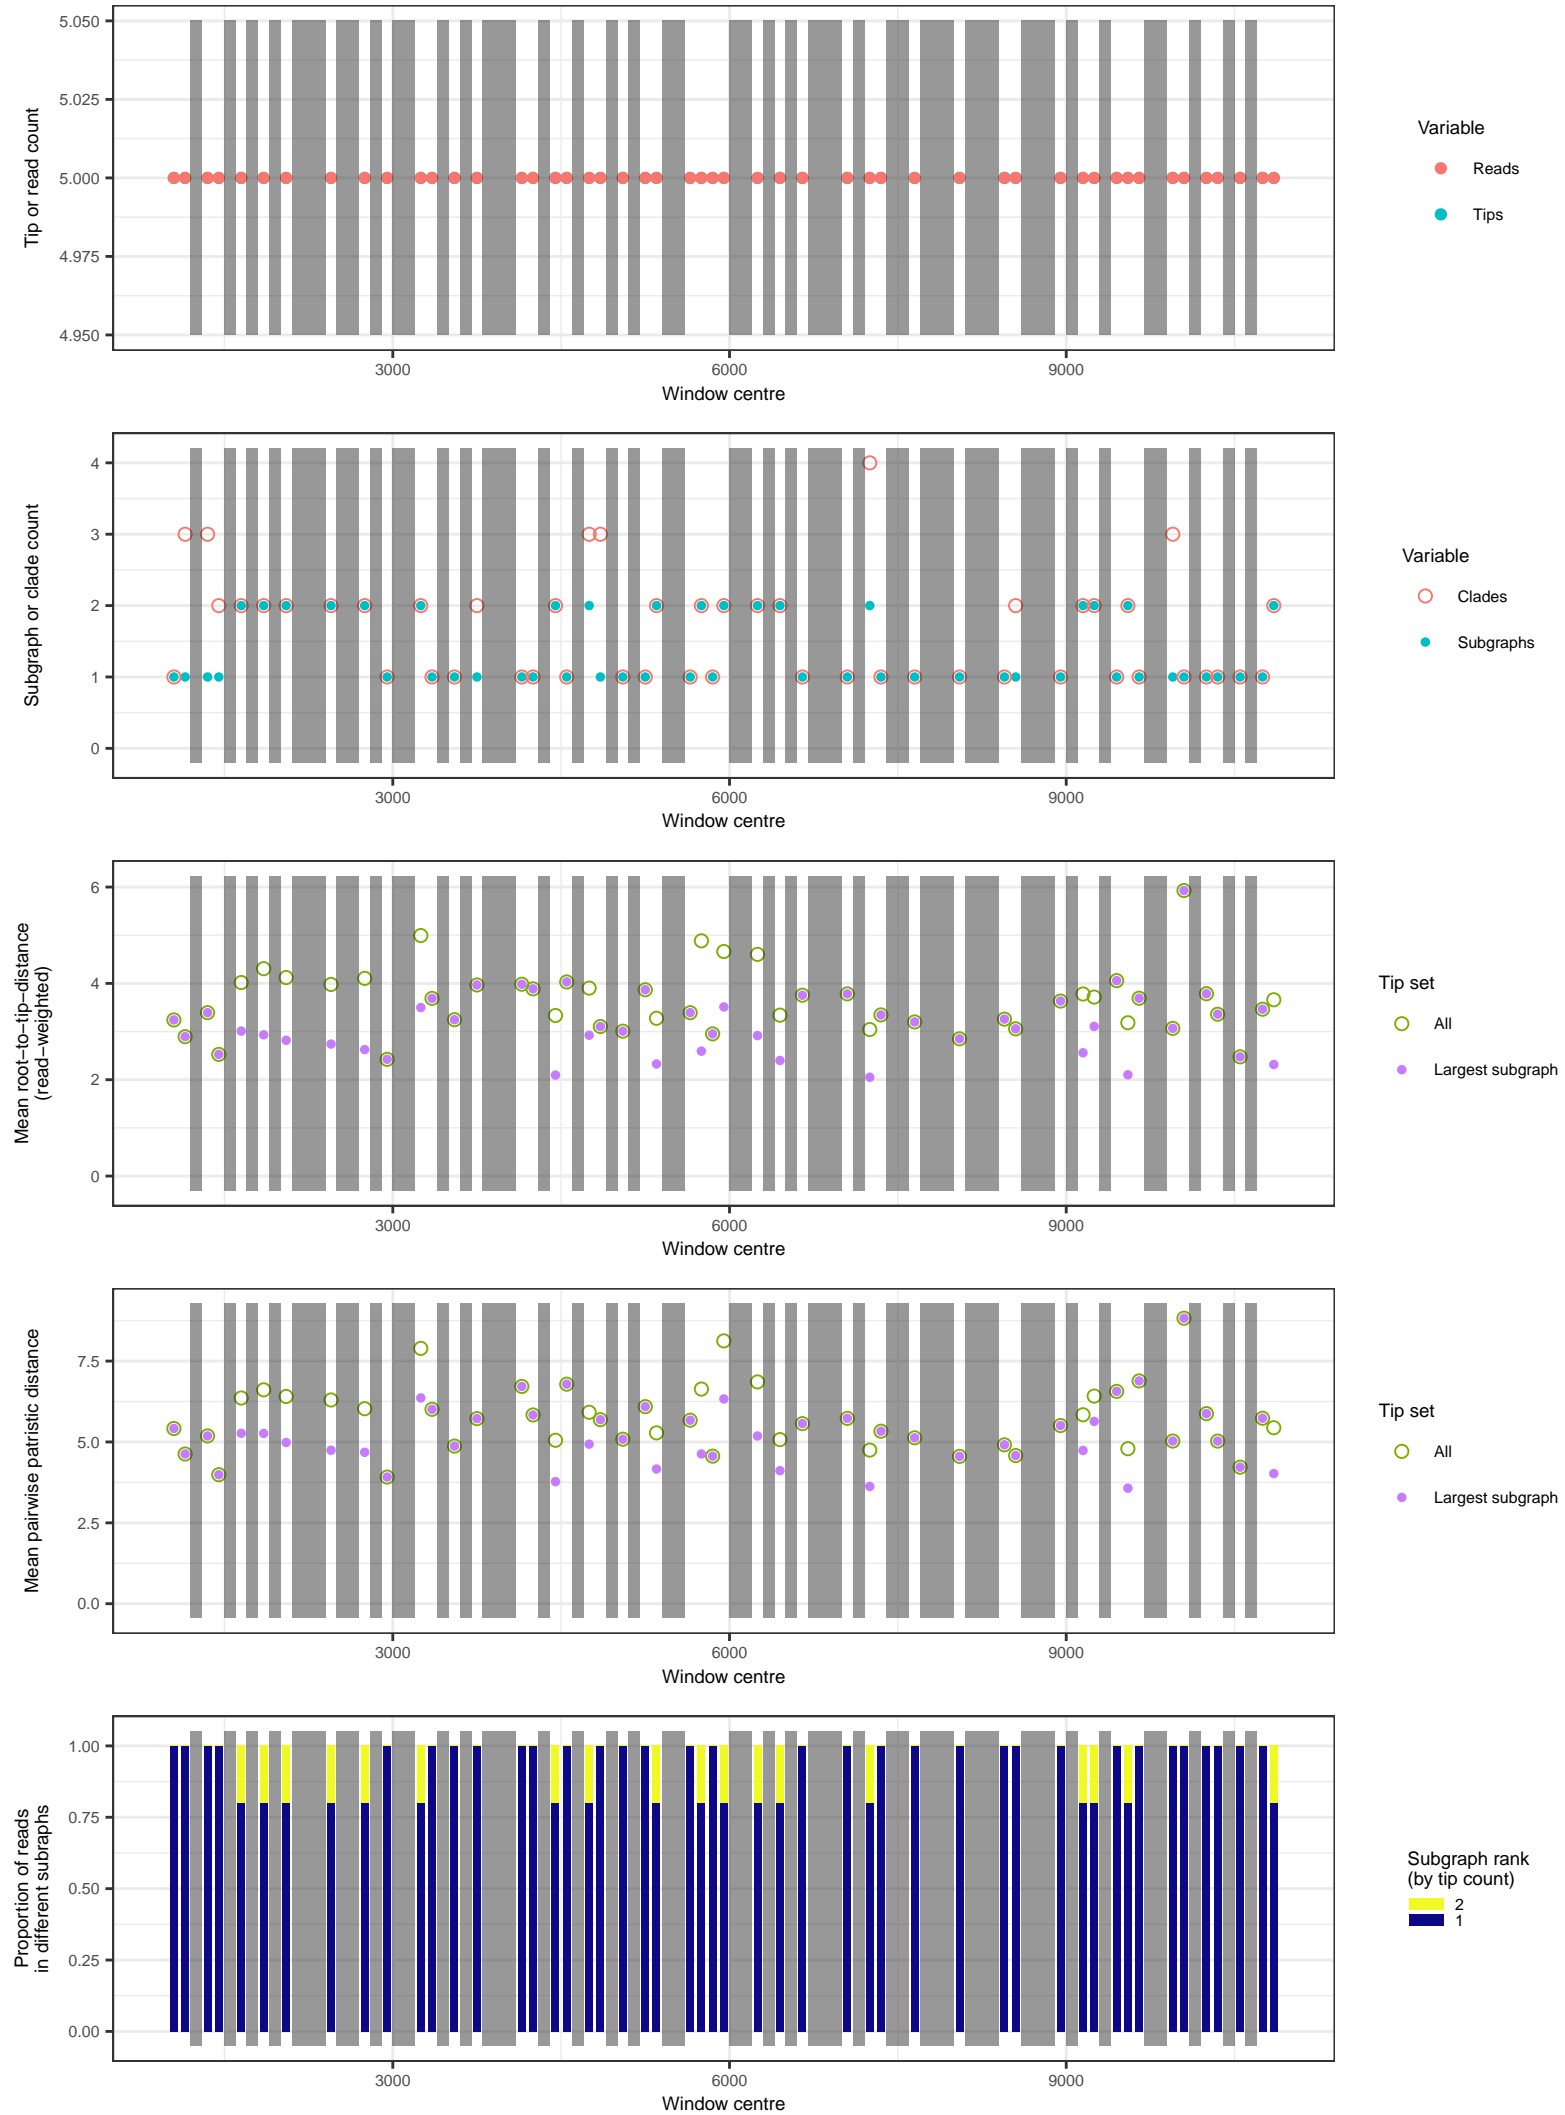 5.050
5.025
5.000
4.975
4.950
Tip or read count
3000
6000
9000
Window centre
Variable
Reads
Tips
4
3
2
1
0
Subgraph or clade count
3000
6000
9000
Window centre
Variable
Clades
Subgraphs
6
4
2
0
Mean root−to−tip−distance
(read−weighted)
3000
6000
9000
Window centre
Tip set
All
Largest subgraph
7.5
5.0
2.5
0.0
Mean pairwise patristic distance
3000
6000
9000
Window centre
Tip set
All
Largest subgraph
1.00
0.75
0.50
0.25
0.00
Proportion of reads
in different subraphs
3000
6000
9000
Window centre
Subgraph rank
(by tip count)
2
1